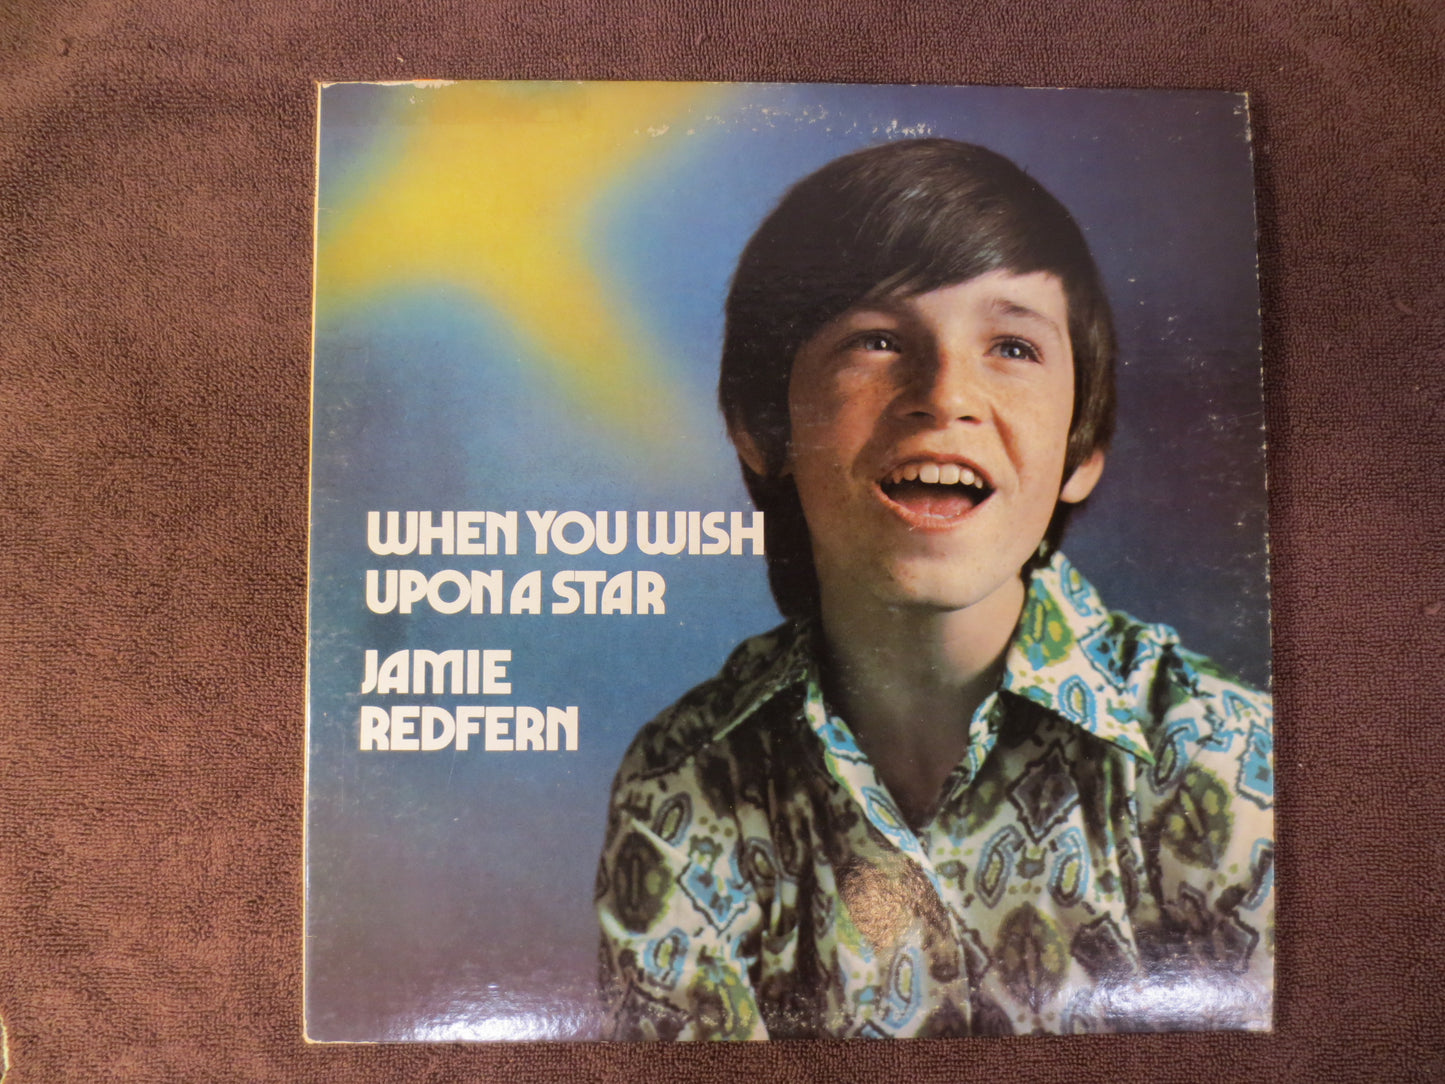 WHEN YOU WISH
UPON A STAR
JAMIE
REDFERN